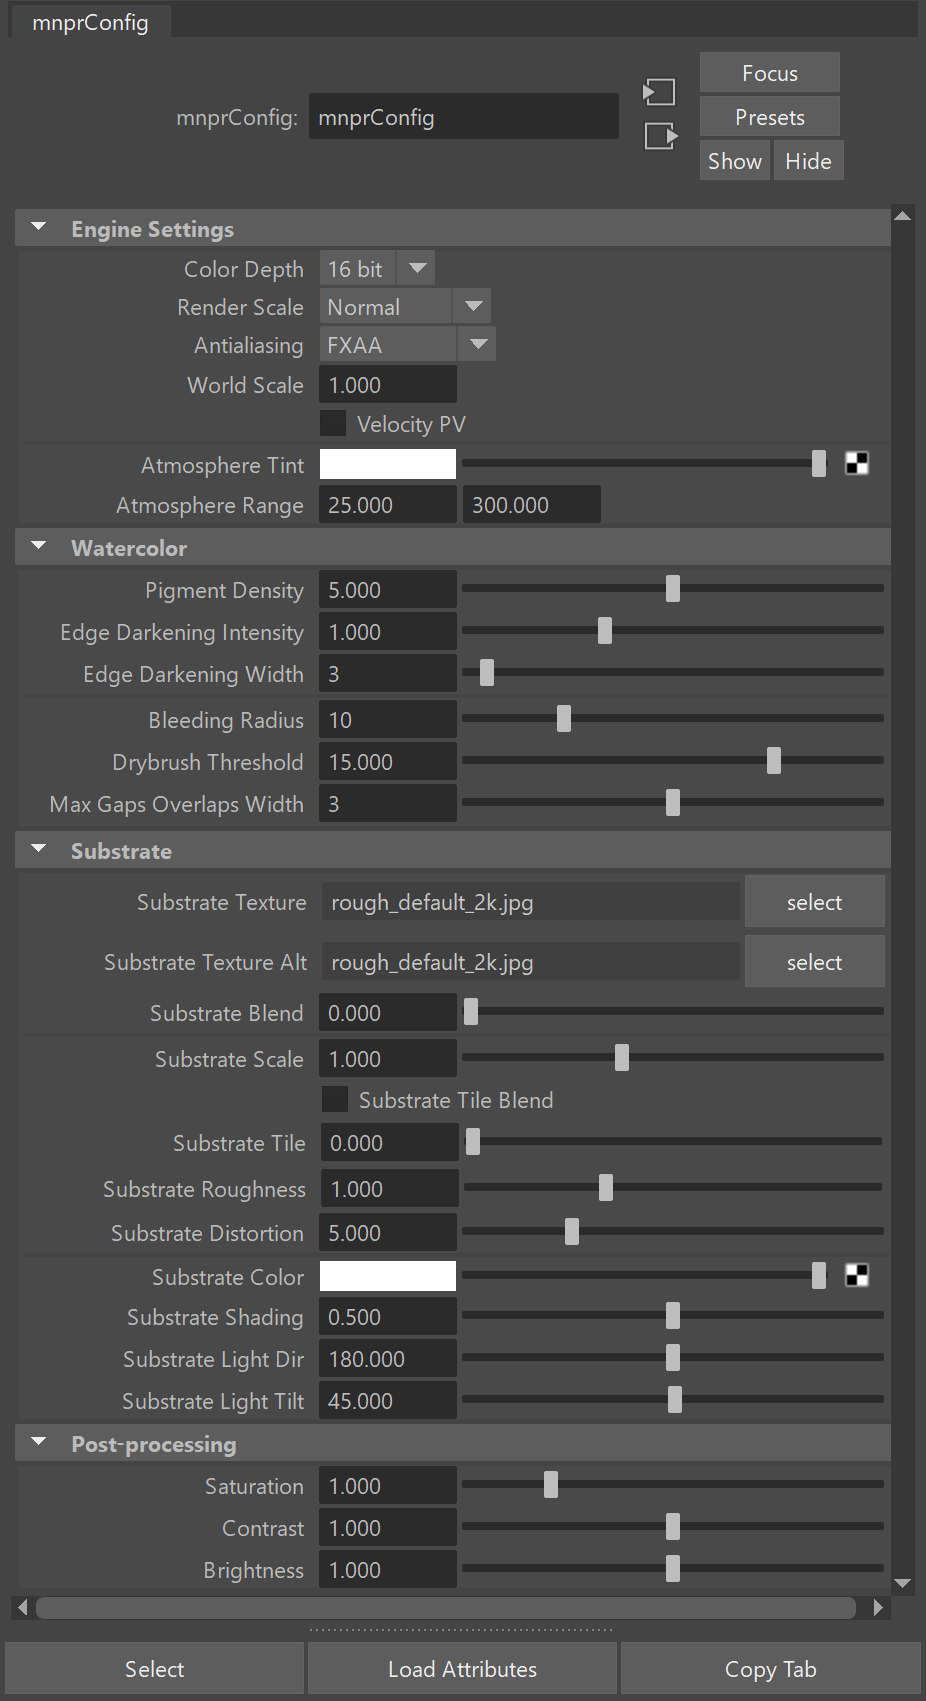 mnprConfig
mnprConfig: mnprConfig
Focus
Presets
Show Hide
Engine Settings
Color Depth 16 bit
Render Scale Normal
Antialiasing FXAA
World Scale 1.000
Velocity PV
Atmosphere Tint
Atmosphere Range 25.000 300.000
Watercolor
Pigment Density 5.000
Edge Darkening Intensity 1.000
Edge Darkening Width 3
Bleeding Radius 10
Drybrush Threshold 15.000
Max Gaps Overlaps Width 3
Substrate
Substrate Texture rough_default_2k.jpg select
Substrate Texture Alt rough_default_2k.jpg select
Substrate Blend 0.000
Substrate Scale 1.000
Substrate Tile Blend
Substrate Tile 0.000
Substrate Roughness 1.000
Substrate Distortion 5.000
Substrate Color
Substrate Shading 0.500
Substrate Light Dir 180.000
Substrate Light Tilt 45.000
Post-processing
Saturation 1.000
Contrast 1.000
Brightness 1.000
Select Load Attributes Copy Tab